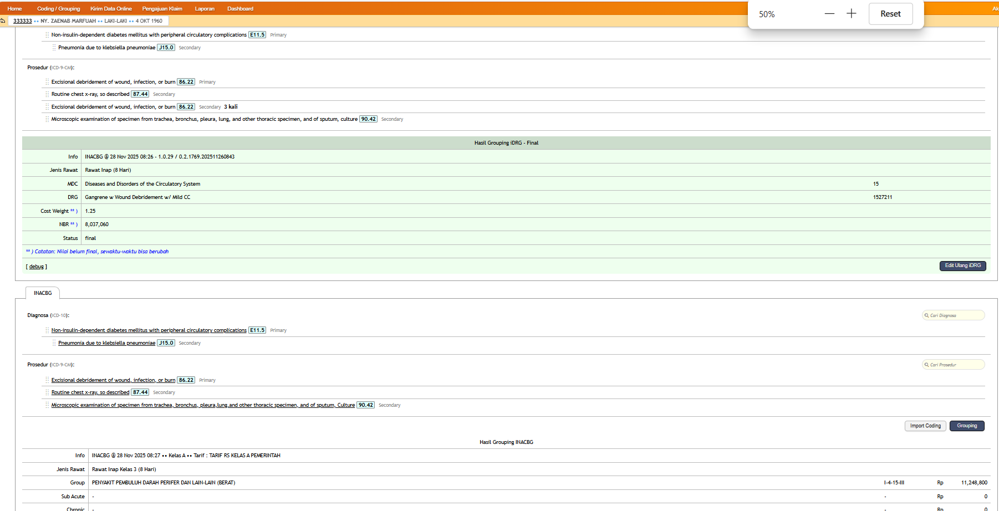 Home Coding / Grouping Kirim Data Online Pengajuan Klaim Laporan Dashboard Ak
50% Reset
333333 •• NY. ZAENAB MARFUAH •• LAKI-LAKI •• 4 OKT 1960
Non-insulin-dependent diabetes mellitus with peripheral circulatory complications E11.5 Primary
Pneumonia due to klebsiella pneumoniae J15.0 Secondary
Prosedur (ICD-9-CM):
Excisional debridement of wound, infection, or burn 86.22 Primary
Routine chest x-ray, so described 87.44 Secondary
Excisional debridement of wound, infection, or burn 86.22 Secondary 3 kali
Microscopic examination of specimen from trachea, bronchus, pleura, lung, and other thoracic specimen, and of sputum, culture 90.42 Secondary
Hasil Grouping iDRG - Final
Info INACBG @ 28 Nov 2025 08:26 - 1.0.29 / 0.2.1769.202511260843
Jenis Rawat Rawat Inap (8 Hari)
MDC Diseases and Disorders of the Circulatory System 15
DRG Gangrene w Wound Debridement w/ Mild CC 1527211
Cost Weight ** ) 1.25
NBR ** ) 8,037,060
Status final
** ) Catatan: Nilai belum final, sewaktu-waktu bisa berubah
[ debug ] Edit Ulang iDRG
INACBG
Diagnosa (ICD-10): Cari Diagnosa
Non-insulin-dependent diabetes mellitus with peripheral circulatory complications E11.5 Primary
Pneumonia due to klebsiella pneumoniae J15.0 Secondary
Prosedur (ICD-9-CM): Cari Prosedur
Excisional debridement of wound, infection, or burn 86.22 Primary
Routine chest x-ray, so described 87.44 Secondary
Microscopic examination of specimen from trachea, bronchus, pleura,lung,and other thoracic specimen, and of sputum, Culture 90.42 Secondary
Import Coding Grouping
Hasil Grouping INACBG
Info INACBG @ 28 Nov 2025 08:27 •• Kelas A •• Tarif : TARIF RS KELAS A PEMERINTAH
Jenis Rawat Rawat Inap Kelas 3 (8 Hari)
Group PENYAKIT PEMBULUH DARAH PERIFER DAN LAIN-LAIN (BERAT) I-4-15-III Rp 11,248,800
Sub Acute - - Rp 0
Chronic - - Rp 0